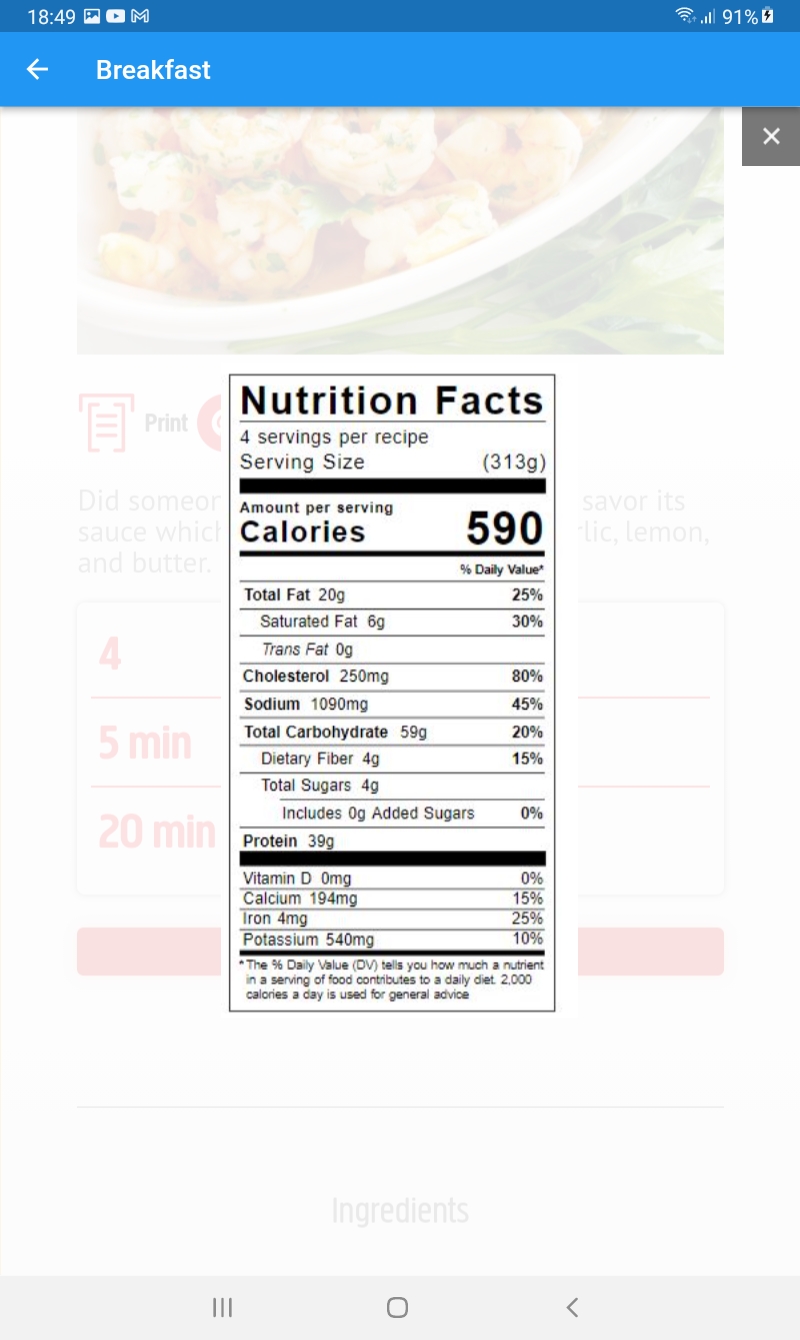 18:49 91%
Breakfast
Nutrition Facts
4 servings per recipe
Serving Size (313g)
Amount per serving
Calories 590
% Daily Value*
Total Fat 20g 25%
Saturated Fat 6g 30%
Trans Fat 0g
Cholesterol 250mg 80%
Sodium 1090mg 45%
Total Carbohydrate 59g 20%
Dietary Fiber 4g 15%
Total Sugars 4g
Includes 0g Added Sugars 0%
Protein 39g
Vitamin D 0mg 0%
Calcium 194mg 15%
Iron 4mg 25%
Potassium 540mg 10%
* The % Daily Value (DV) tells you how much a nutrient
in a serving of food contributes to a daily diet. 2,000
calories a day is used for general advice
Print
Did savor its
sauce lemon,
and butter.
4
5 min
20 min
Ingredients